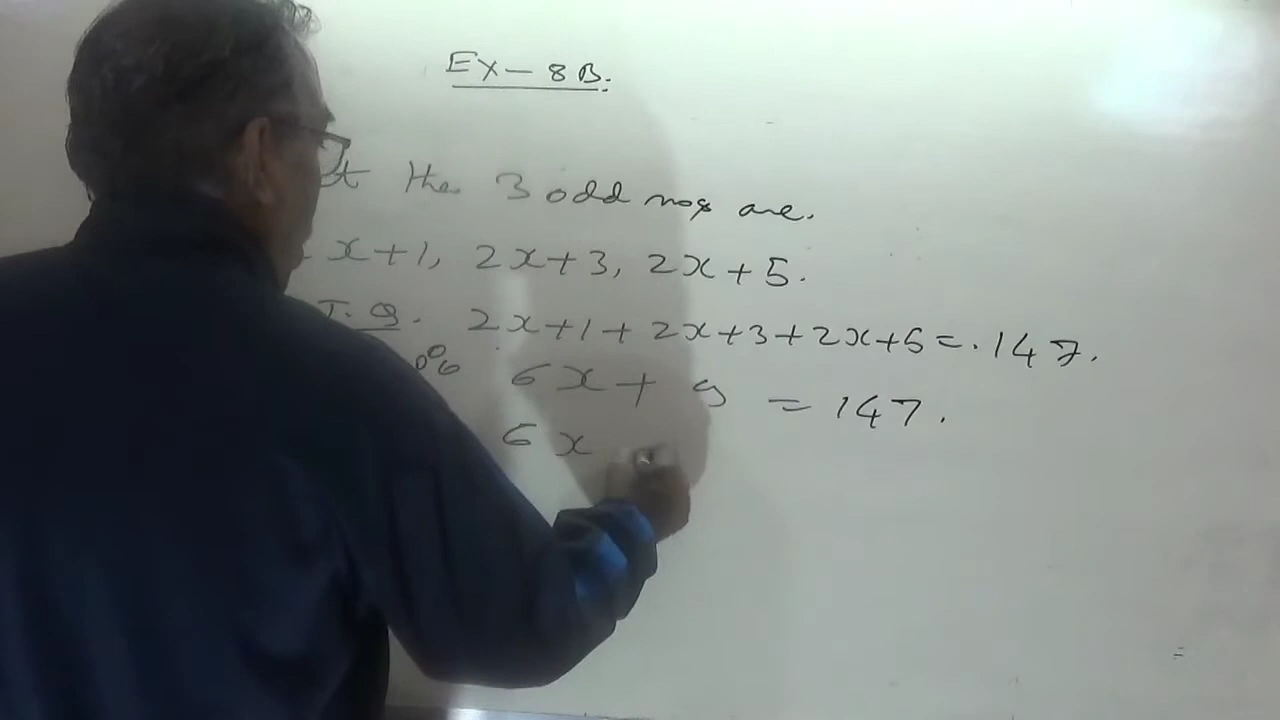 Ex - 8B.
the 3 odd nos are.
x+1, 2x+3, 2x+5.
2x+1+2x+3+2x+5=.147.
6x + 9 = 147.
6x